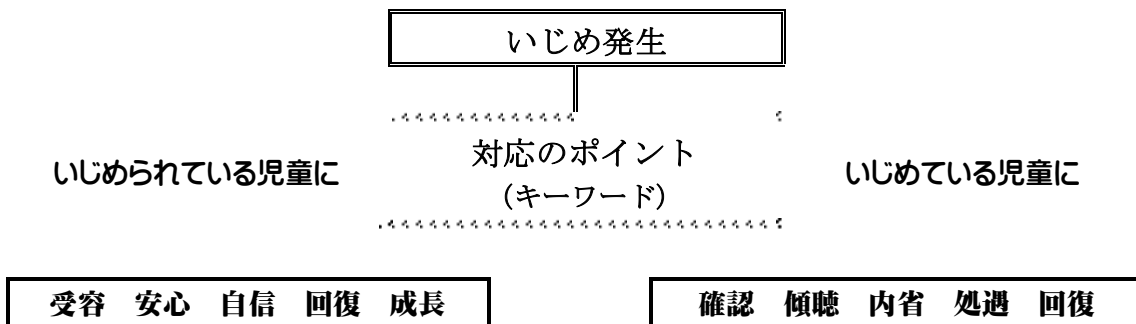 いじめ発生
対応のポイント
(キーワード)
いじめられている児童に
いじめている児童に
受容 安心 自信 回復 成長
確認 傾聴 内省 処遇 回復